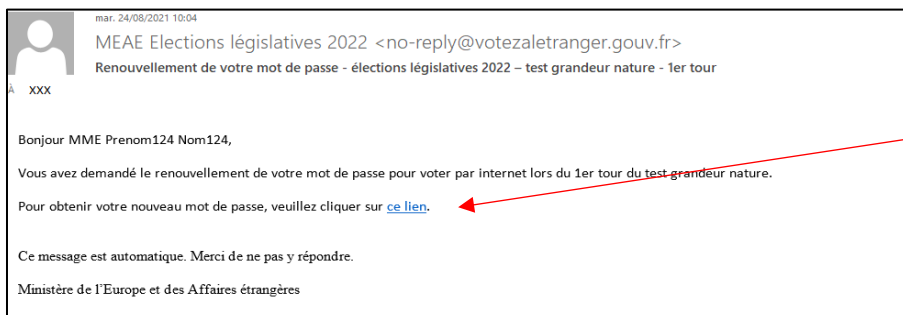 mar. 24/08/2021 10:04
MEAE Elections législatives 2022 <no-reply@votezaletranger.gouv.fr>
Renouvellement de votre mot de passe - élections législatives 2022 – test grandeur nature - 1er tour
À xxx
Bonjour MME Prenom124 Nom124,
Vous avez demandé le renouvellement de votre mot de passe pour voter par internet lors du 1er tour du test grandeur nature.
Pour obtenir votre nouveau mot de passe, veuillez cliquer sur ce lien.
Ce message est automatique. Merci de ne pas y répondre.
Ministère de l'Europe et des Affaires étrangères